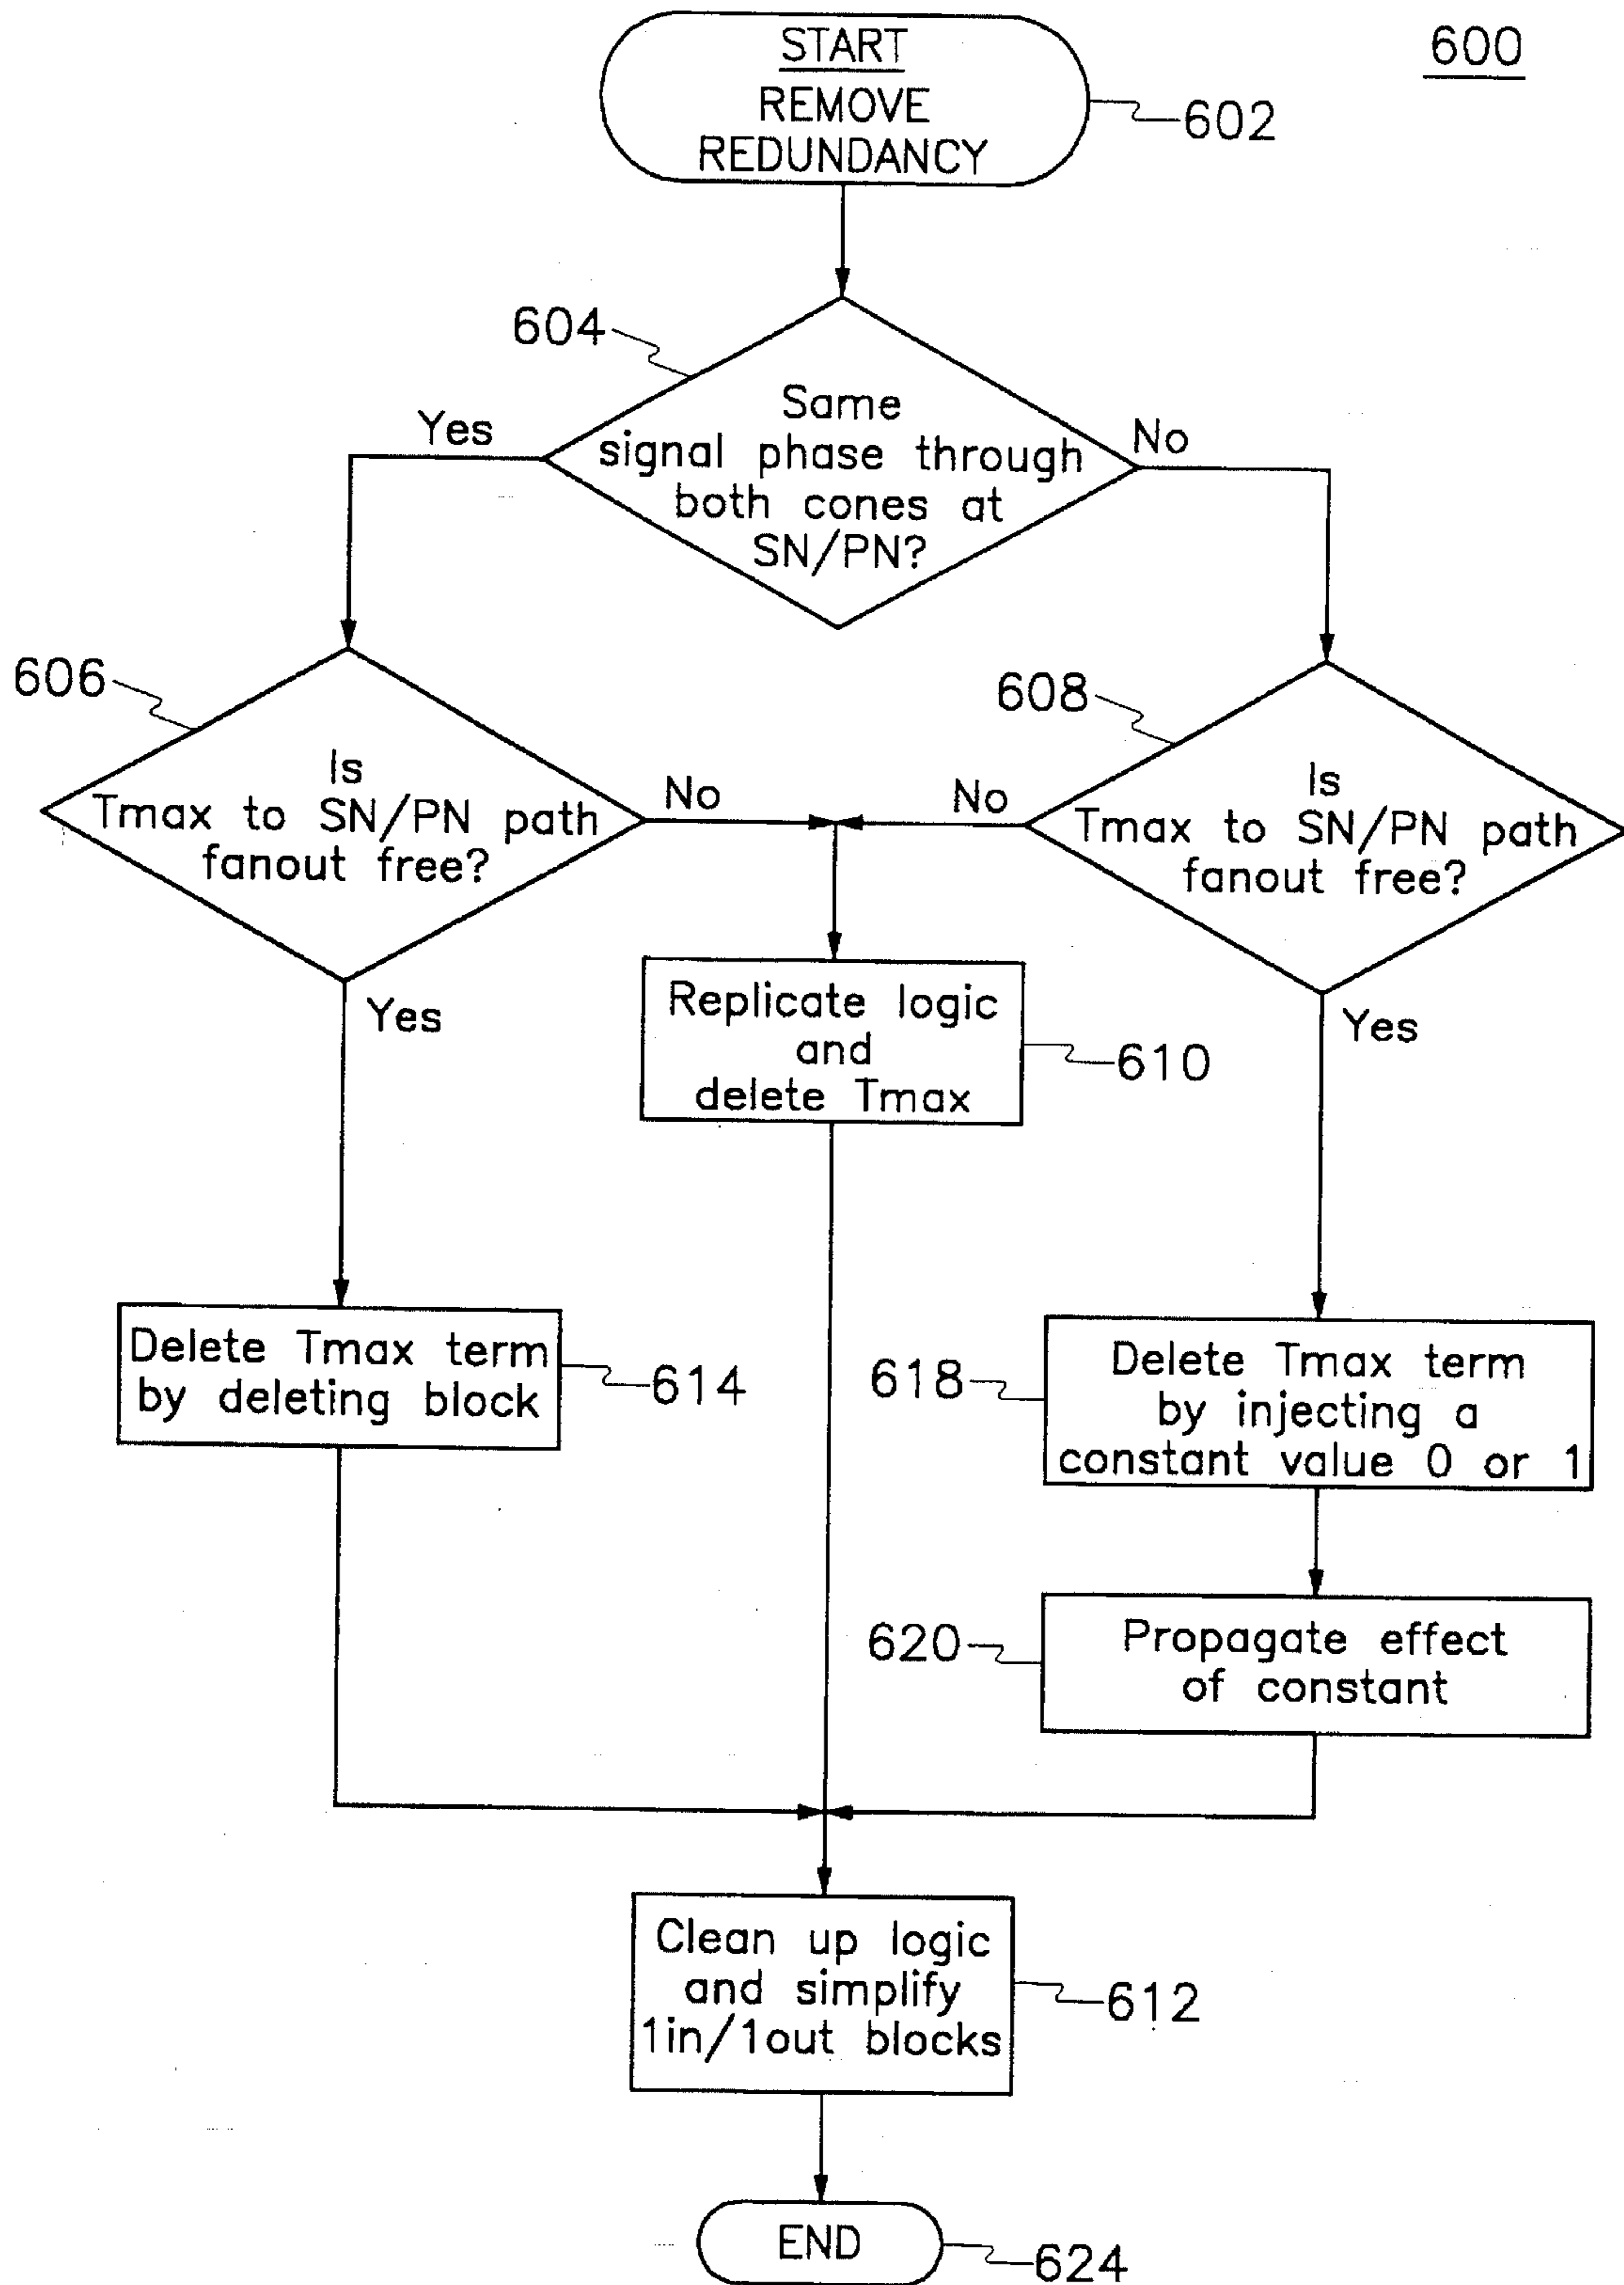 START
600
REMOVE
REDUNDANCY
602
604
Same
signal phase through
both cones at
SN/PN?
Yes
No
606
Is
Tmax to SN/PN path
fanout free?
608
Is
Tmax to SN/PN path
fanout free?
No
No
Yes
Yes
Replicate logic
and
delete Tmax
610
Delete Tmax term
by deleting block
614
618
Delete Tmax term
by injecting a
constant value 0 or 1
620
Propagate effect
of constant
Clean up logic
and simplify
1in/1out blocks
612
END
624